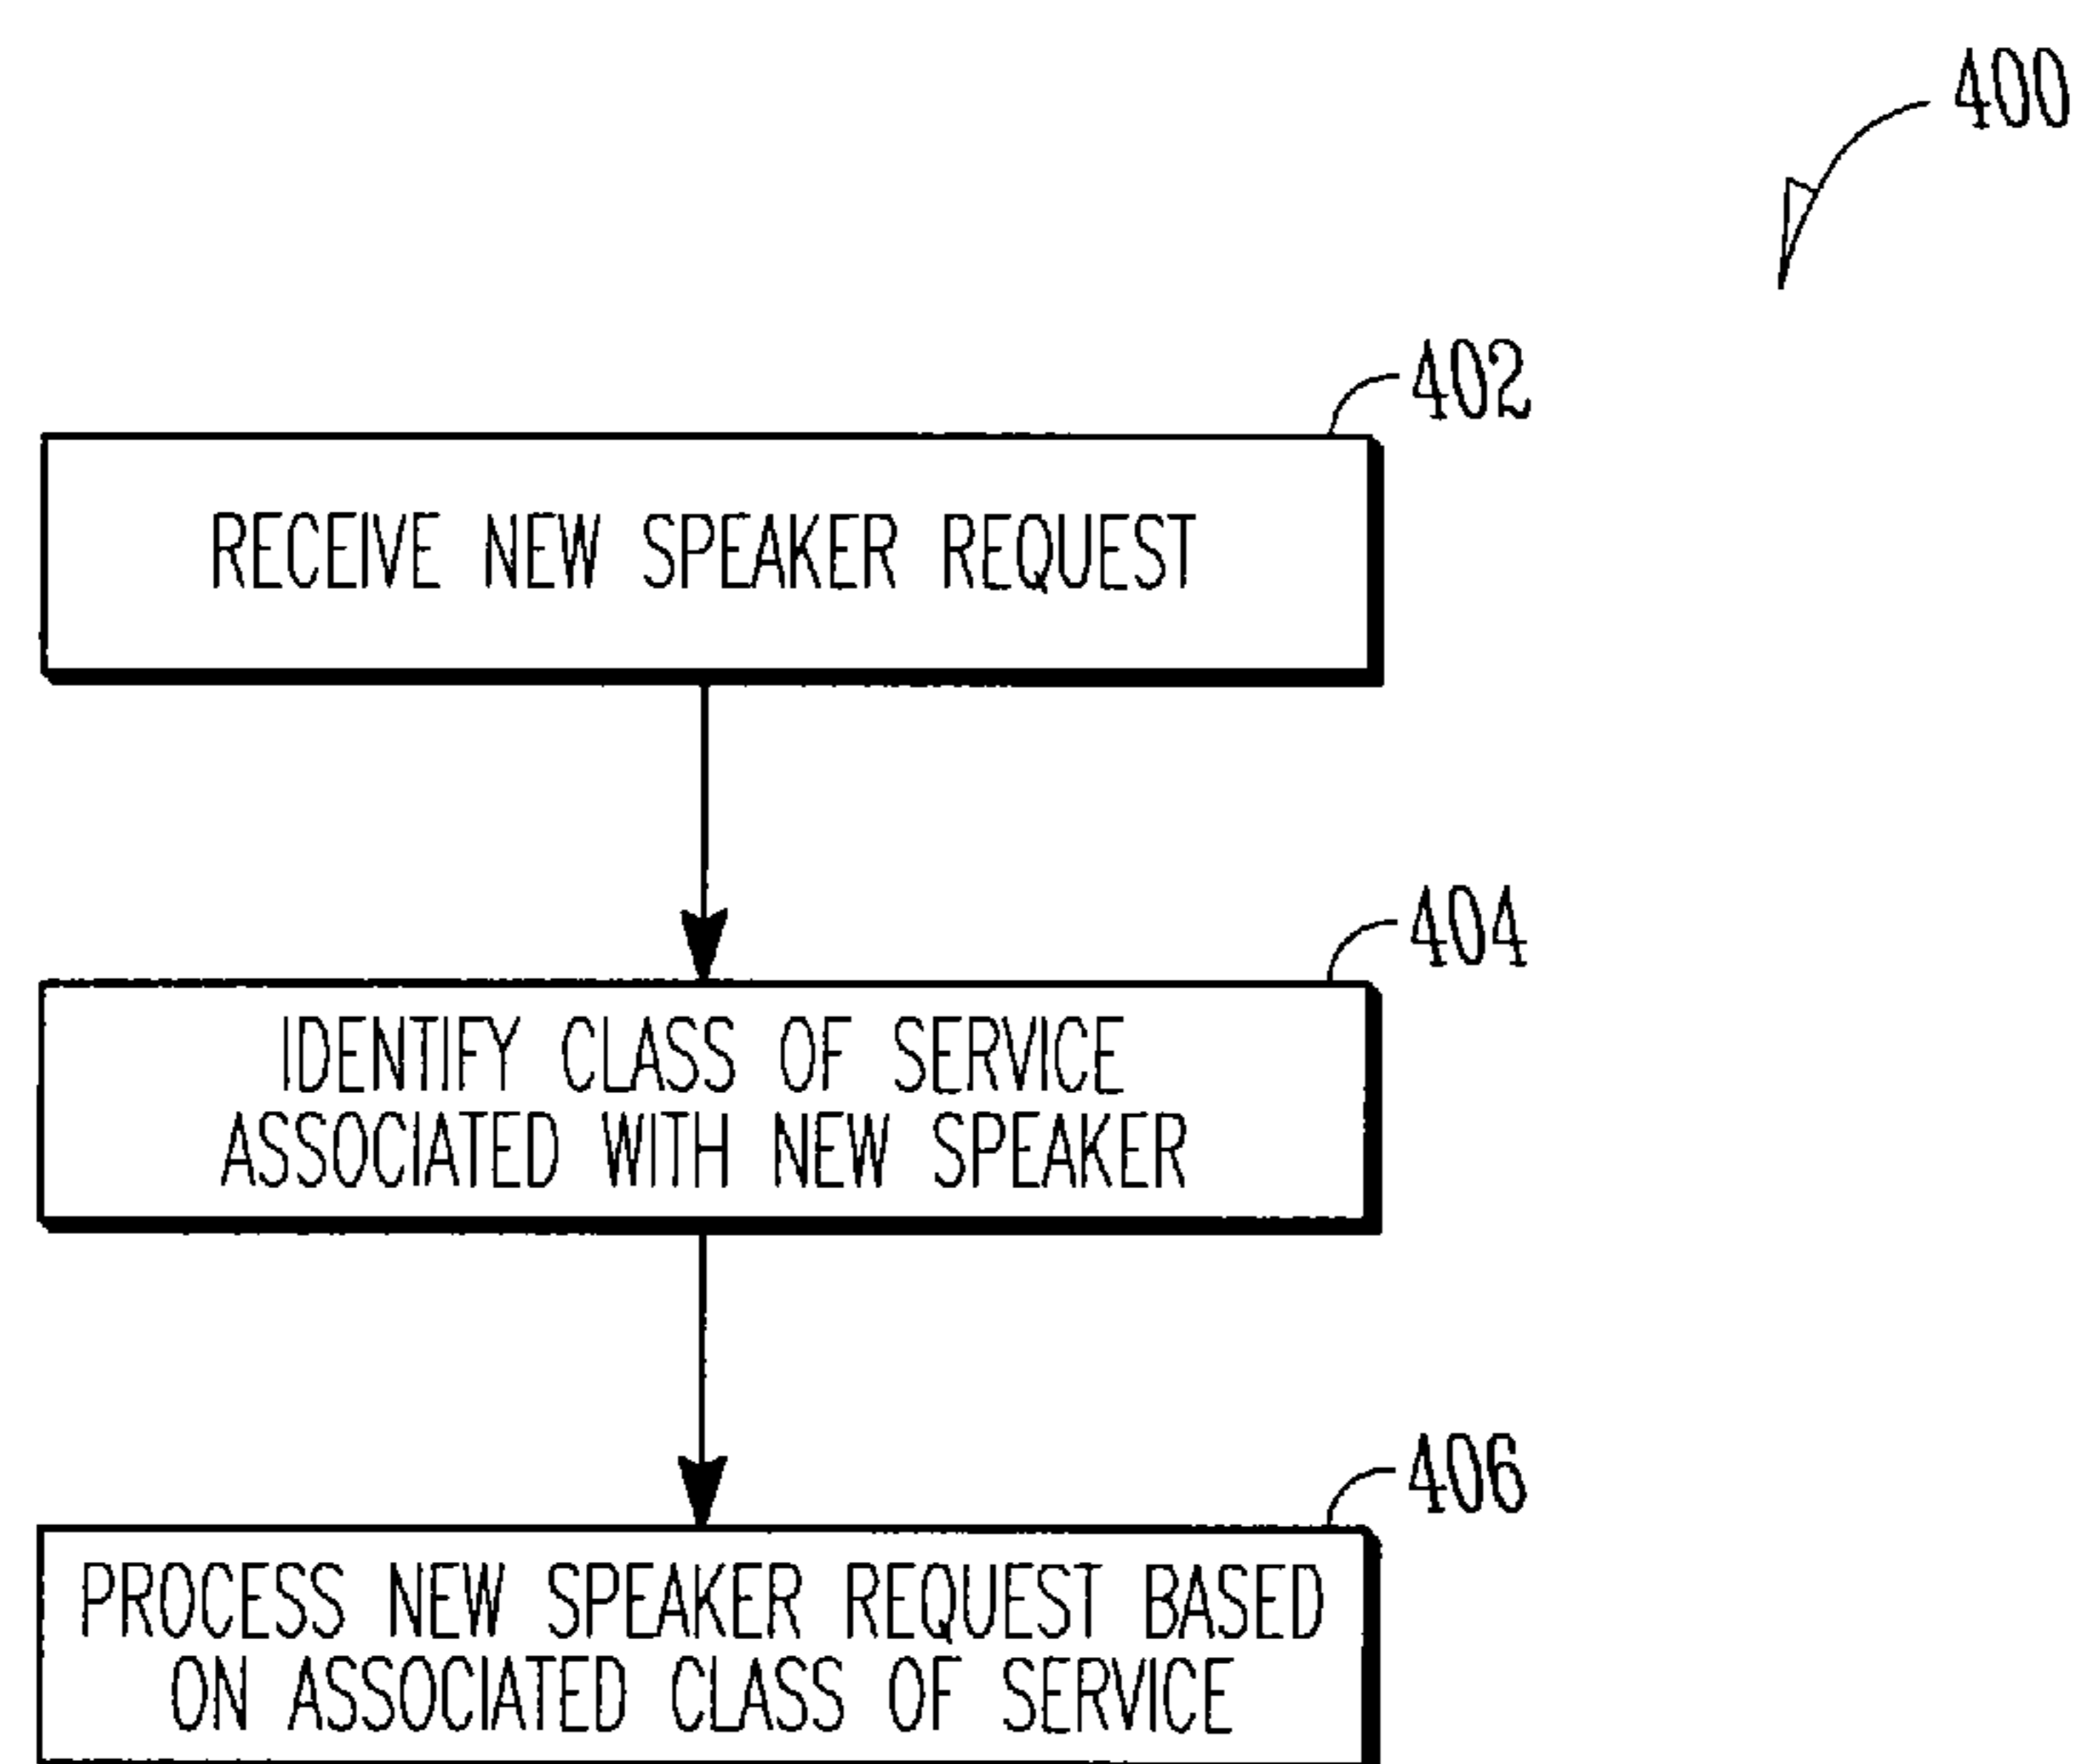 400
402
RECEIVE NEW SPEAKER REQUEST
404
IDENTIFY CLASS OF SERVICE
ASSOCIATED WITH NEW SPEAKER
406
PROCESS NEW SPEAKER REQUEST BASED
ON ASSOCIATED CLASS OF SERVICE